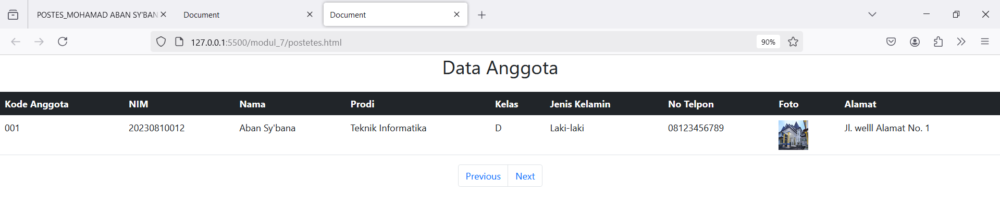 POSTES_MOHAMAD ABAN SY'BAN Document Document
127.0.0.1:5500/modul_7/postetes.html 90%
Data Anggota
Kode Anggota NIM Nama Prodi Kelas Jenis Kelamin No Telpon Foto Alamat
001 20230810012 Aban Sy'bana Teknik Informatika D Laki-laki 08123456789 Jl. welll Alamat No. 1
Previous Next